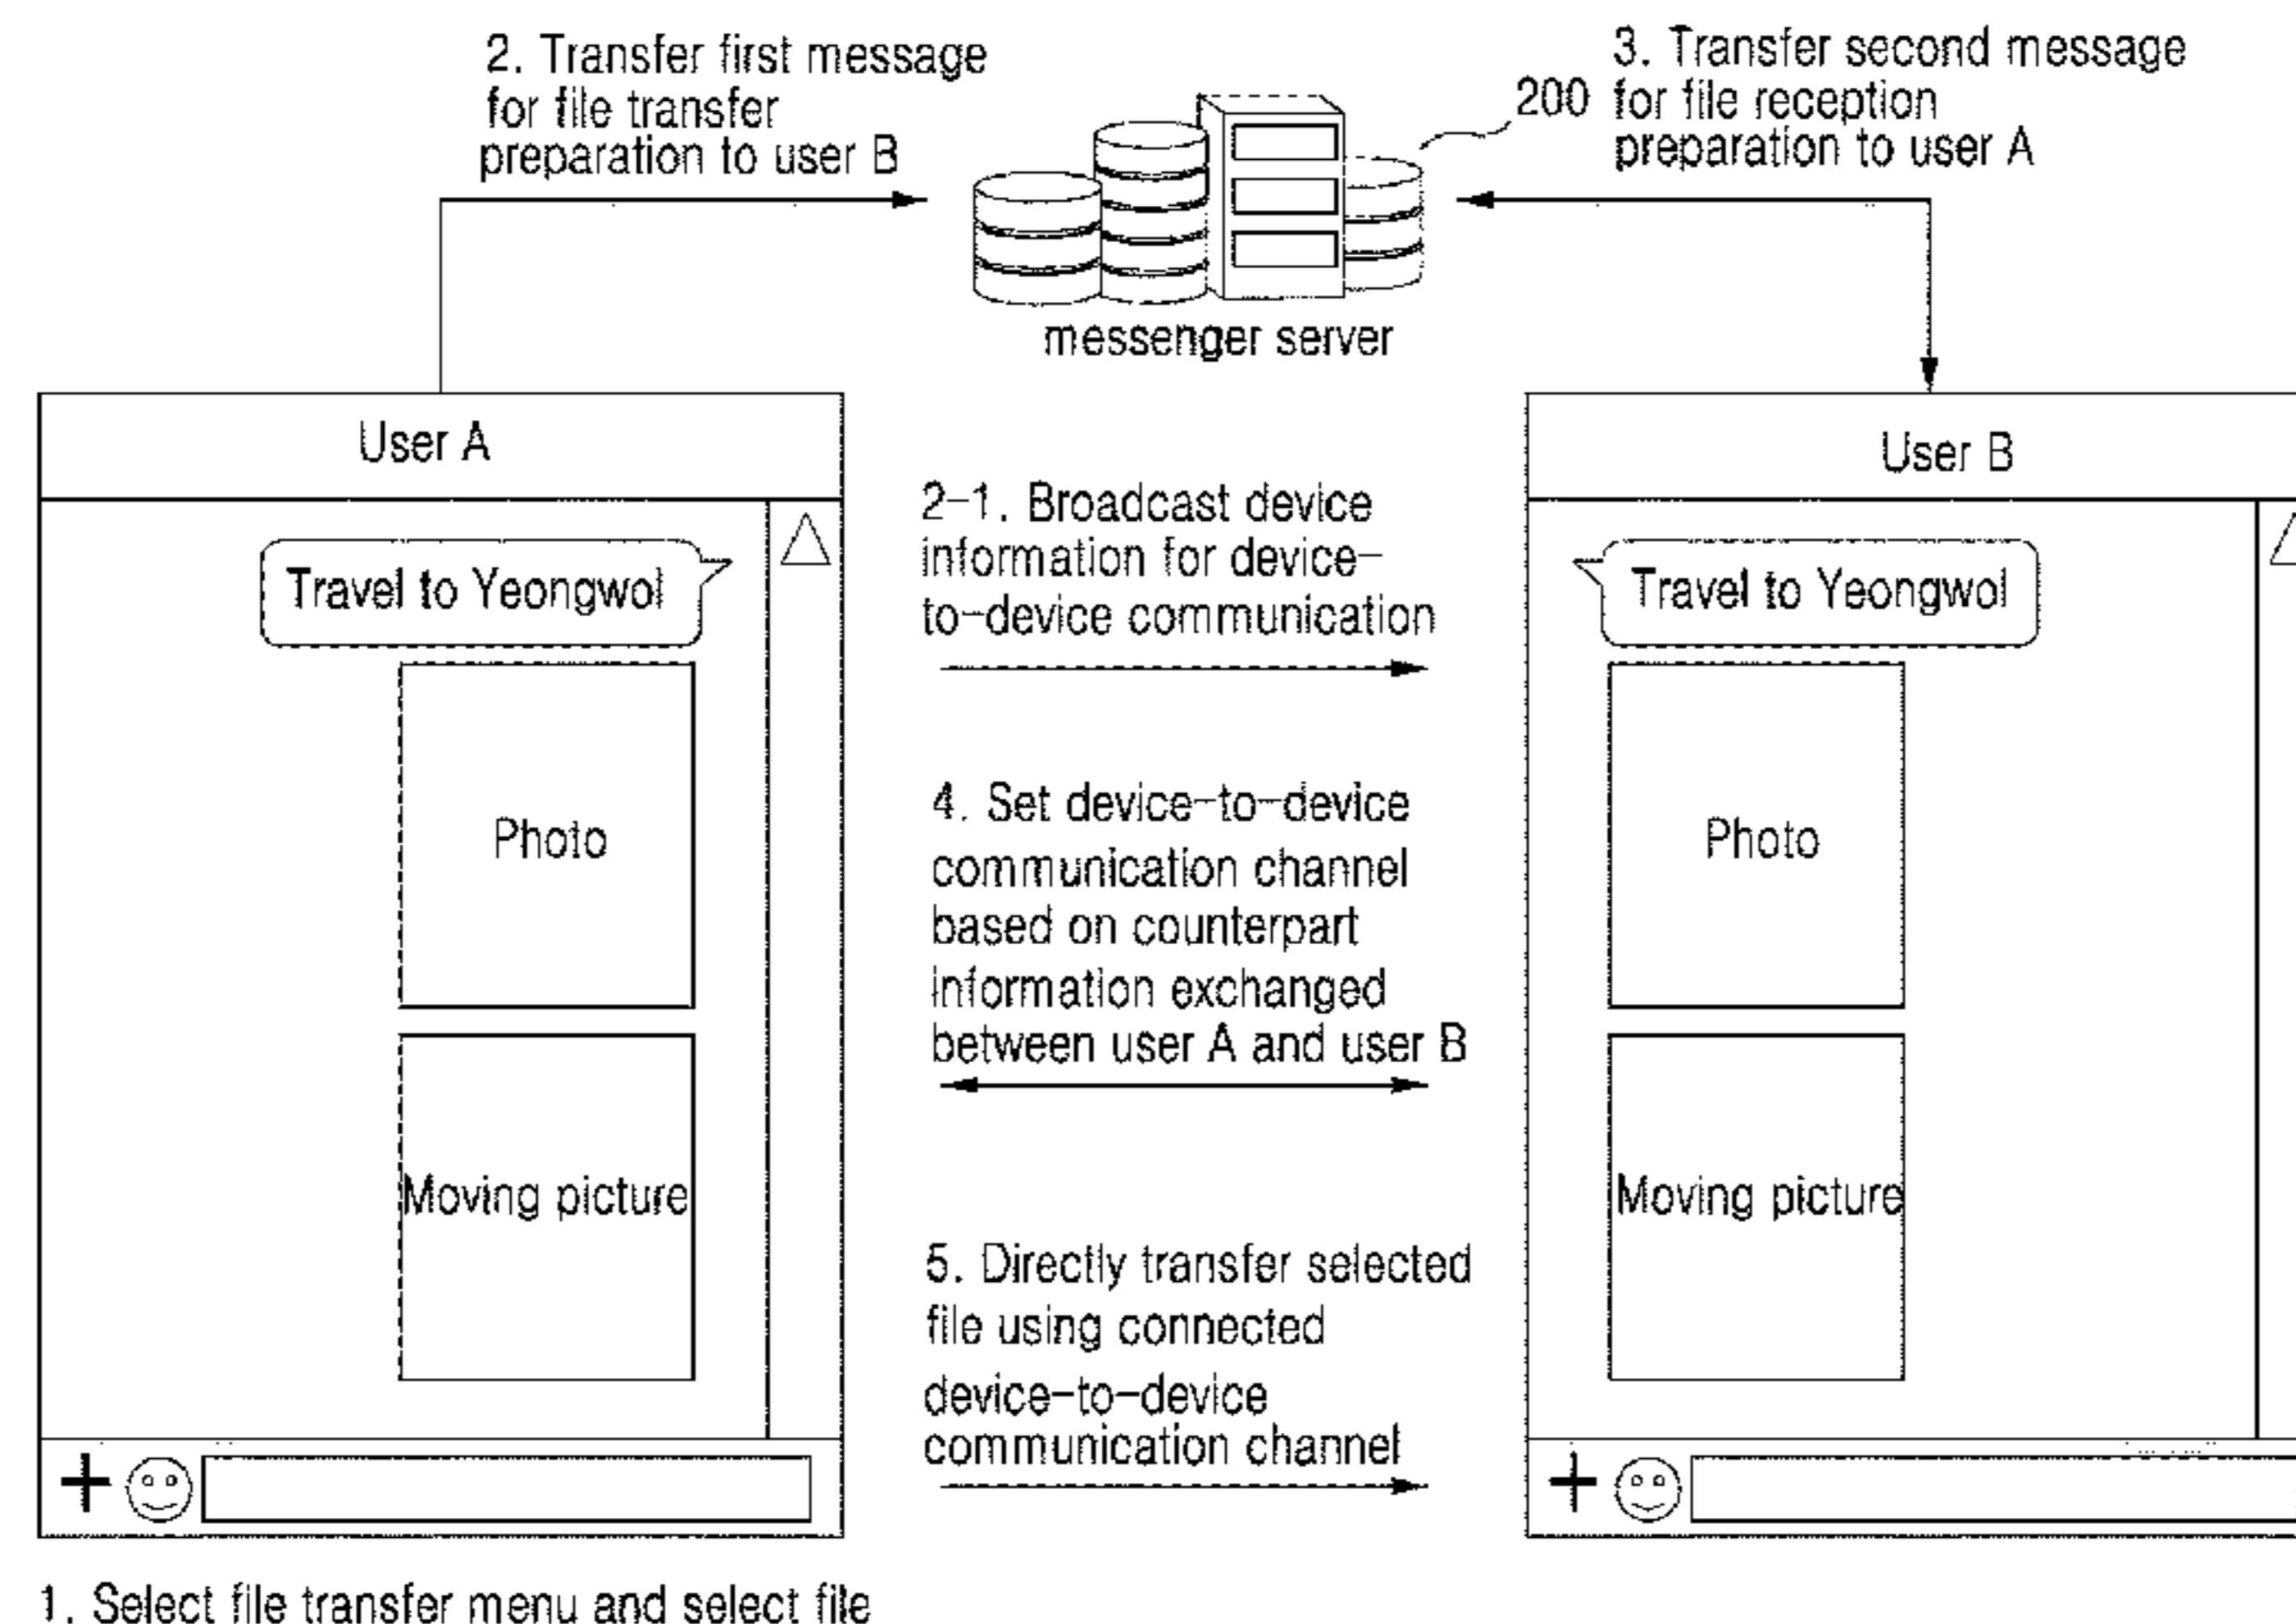 2. Transfer first message
for file transfer
preparation to user B
3. Transfer second message
for file reception
preparation to user A
200
messenger server
User A
Travel to Yeongwol
Photo
Moving picture
2-1. Broadcast device
information for device-
to-device communication
4. Set device-to-device
communication channel
based on counterpart
information exchanged
between user A and user B
5. Directly transfer selected
file using connected
device-to-device
communication channel
User B
Travel to Yeongwol
Photo
Moving picture
1. Select file transfer menu and select file